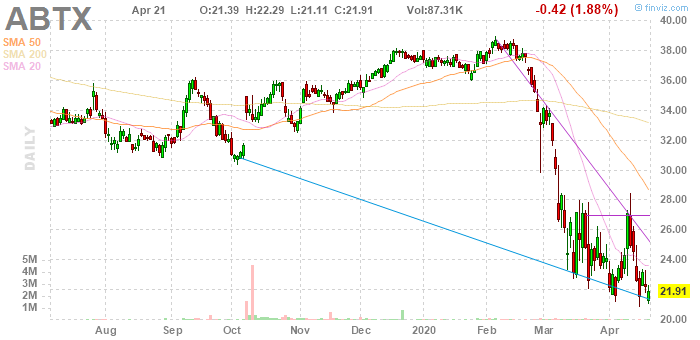 ABTX
Apr 21 O:21.39 H:22.29 L:21.11 C:21.91 Vol:87.31K -0.42 (1.88%)
© finviz.com
SMA 50
SMA 200
SMA 20
DAILY
40.00
38.00
36.00
34.00
32.00
30.00
28.00
26.00
24.00
21.91
20.00
5M
4M
3M
2M
1M
Aug Sep Oct Nov Dec 2020 Feb Mar Apr